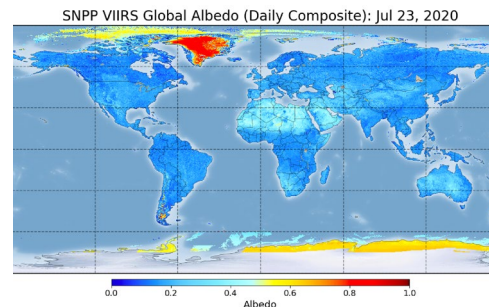 SNPP VIIRS Global Albedo (Daily Composite): Jul 23, 2020
0.0 0.2 0.4 0.6 0.8 1.0
Albedo